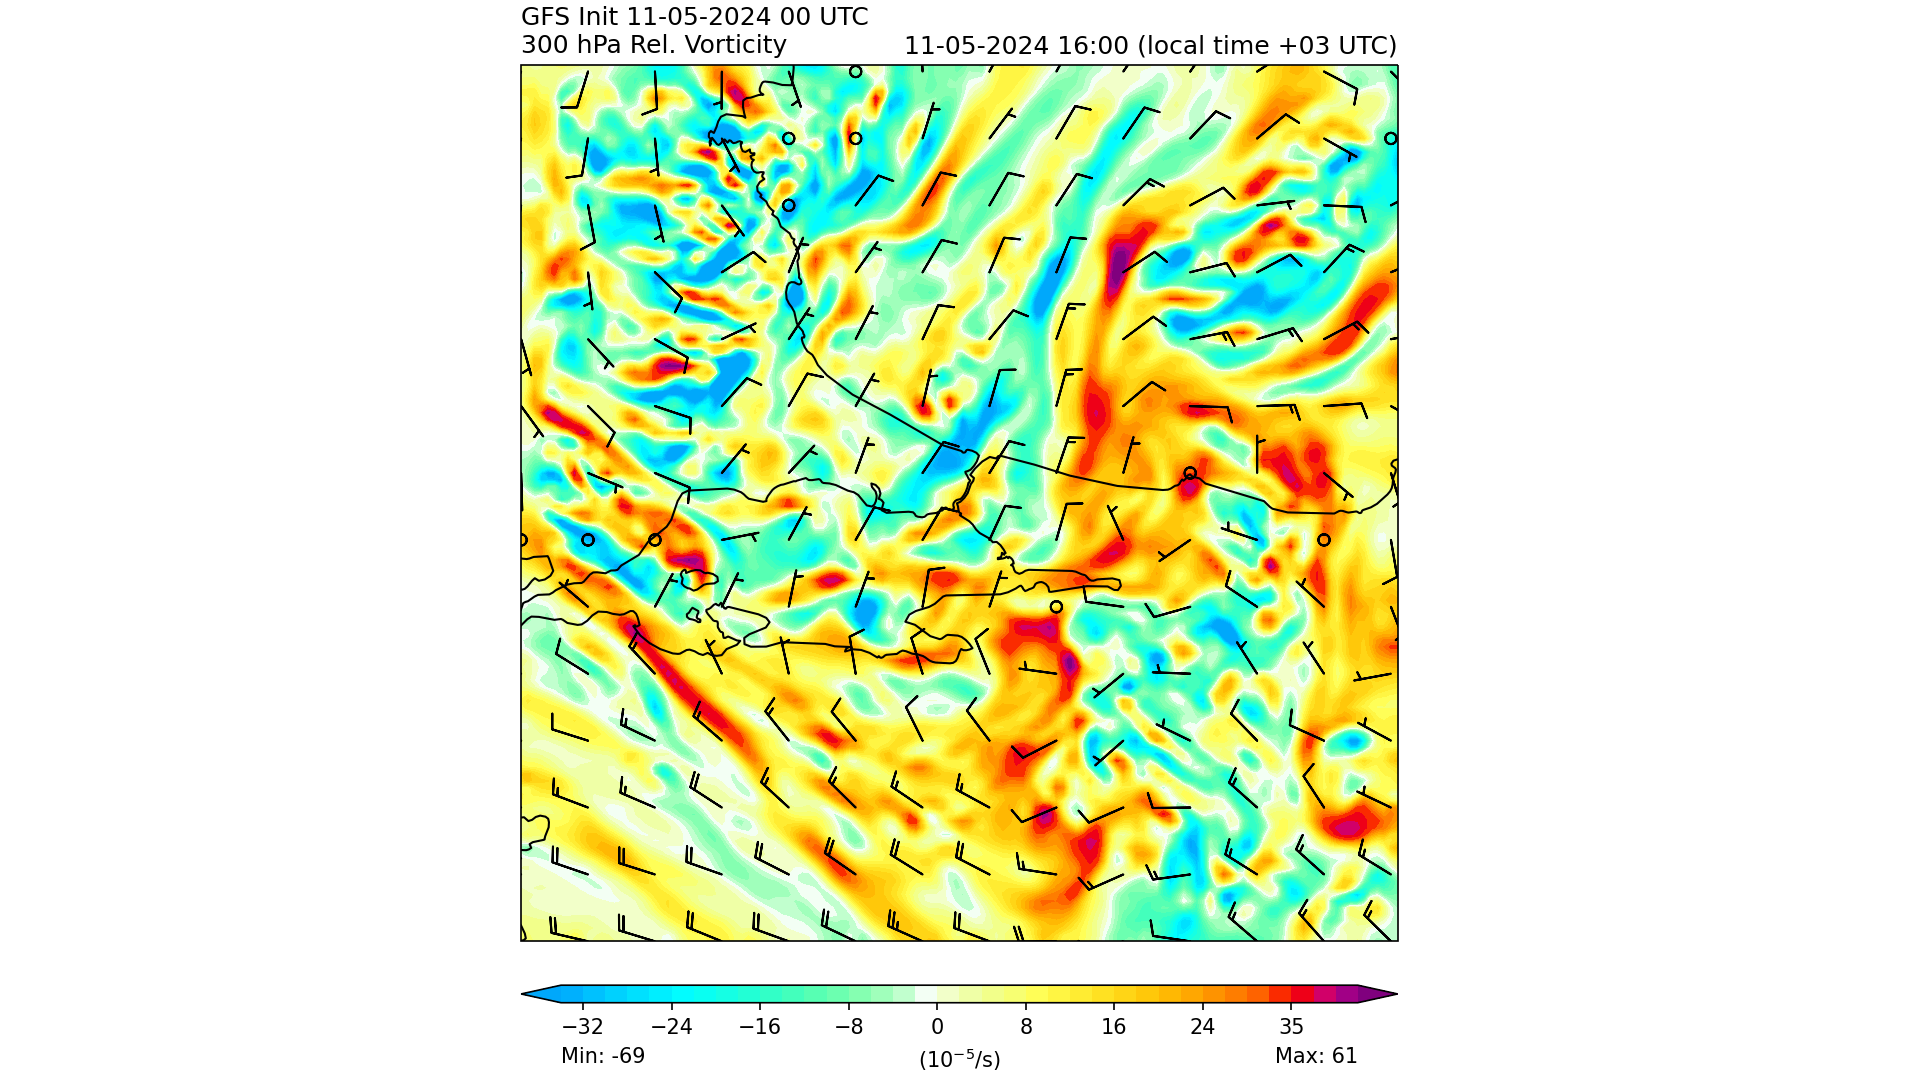 GFS Init 11-05-2024 00 UTC
300 hPa Rel. Vorticity
11-05-2024 16:00 (local time +03 UTC)
−32 −24 −16 −8 0 8 16 24 35
Min: -69 (10⁻⁵/s) Max: 61